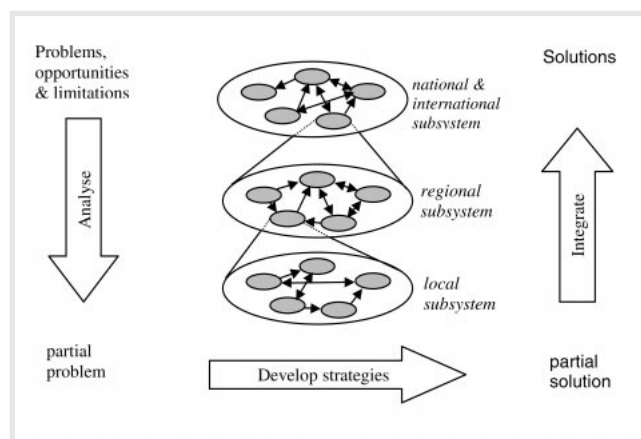 Problems,
opportunities
& limitations
Solutions
national &
international
subsystem
Analyse
regional
subsystem
Integrate
local
subsystem
partial
problem
Develop strategies
partial
solution